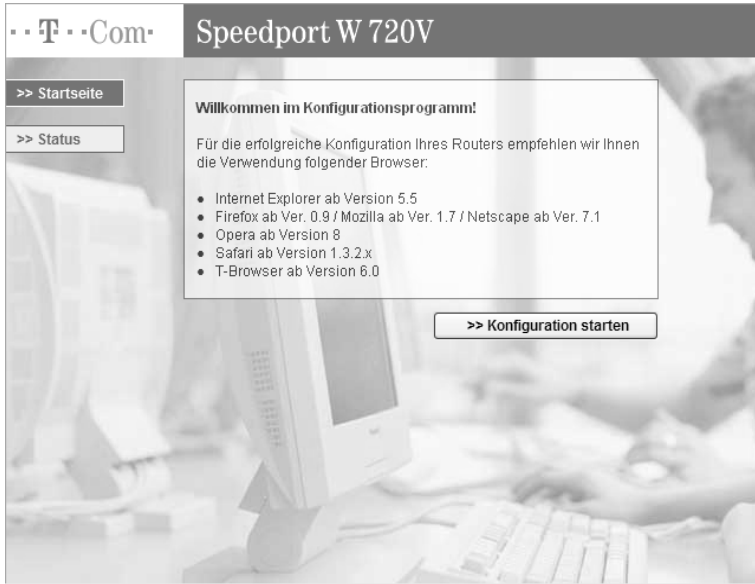 ··T··Com·
Speedport W 720V
>> Startseite
>> Status
Willkommen im Konfigurationsprogramm!
Für die erfolgreiche Konfiguration Ihres Routers empfehlen wir Ihnen
die Verwendung folgender Browser:
● Internet Explorer ab Version 5.5
● Firefox ab Ver. 0.9 / Mozilla ab Ver. 1.7 / Netscape ab Ver. 7.1
● Opera ab Version 8
● Safari ab Version 1.3.2.x
● T-Browser ab Version 6.0
>> Konfiguration starten